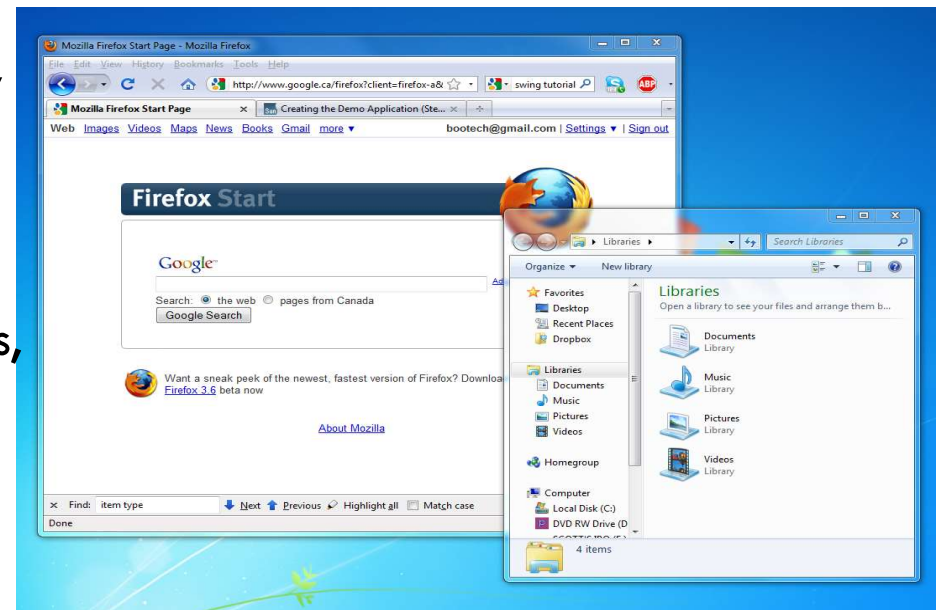 s,
Mozilla Firefox Start Page - Mozilla Firefox
File Edit View History Bookmarks Tools Help
http://www.google.ca/firefox?client=firefox-a& swing tutorial ABP
Mozilla Firefox Start Page × Sun Creating the Demo Application (Ste... ×
Web Images Videos Maps News Books Gmail more ▼ bootech@gmail.com | Settings ▼ | Sign out
Firefox Start
Google
Ad
Search: the web pages from Canada
Google Search
Want a sneak peek of the newest, fastest version of Firefox? Downloa
Firefox 3.6 beta now
About Mozilla
× Find: item type Next Previous Highlight all Match case
Done
Libraries Search Libraries
Organize ▼ New library
Favorites
Desktop
Recent Places
Dropbox
Libraries
Documents
Music
Pictures
Videos
Homegroup
Computer
Local Disk (C:)
DVD RW Drive (D
Libraries
Open a library to see your files and arrange them b...
Documents
Library
Music
Library
Pictures
Library
Videos
Library
4 items